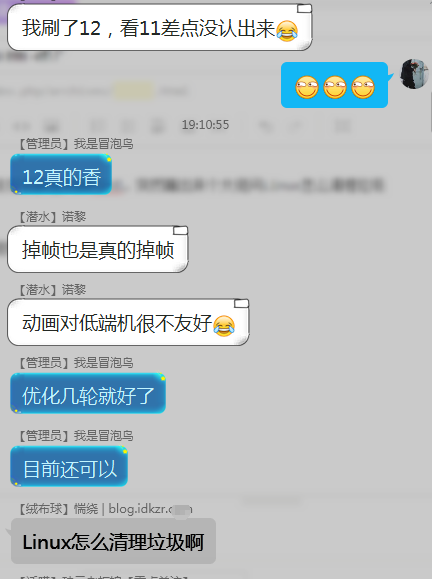 我刷了12，看11差点没认出来😂
19:10:55
【管理员】我是冒泡鸟
12真的香
【潜水】诺黎
掉帧也是真的掉帧
【潜水】诺黎
动画对低端机很不友好😂
【管理员】我是冒泡鸟
优化几轮就好了
【管理员】我是冒泡鸟
目前还可以
【绒布球】惴绕 | blog.idkzr.
Linux怎么清理垃圾啊